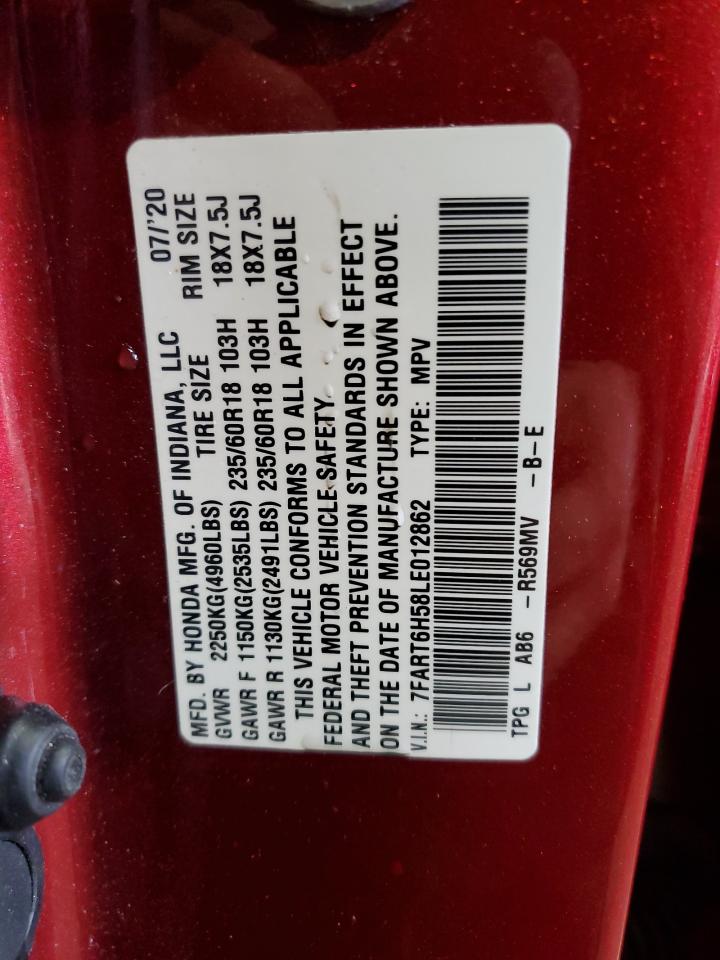 MFD. BY HONDA MFG. OF INDIANA, LLC 07/'20
GVWR 2250KG(4960LBS) TIRE SIZE RIM SIZE
GAWR F 1150KG(2535LBS) 235/60R18 103H 18X7.5J
GAWR R 1130KG(2491LBS) 235/60R18 103H 18X7.5J
THIS VEHICLE CONFORMS TO ALL APPLICABLE
FEDERAL MOTOR VEHICLE SAFETY
AND THEFT PREVENTION STANDARDS IN EFFECT
ON THE DATE OF MANUFACTURE SHOWN ABOVE.
V.I.N.: 7FART6H58LE012862 TYPE: MPV
TPG L AB6 -R569MV -B-E